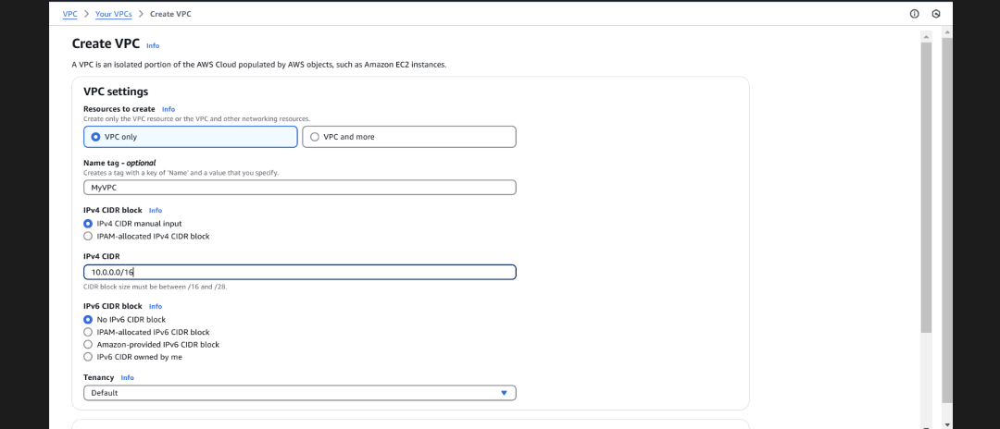 VPC > Your VPCs > Create VPC
Create VPC Info
A VPC is an isolated portion of the AWS Cloud populated by AWS objects, such as Amazon EC2 instances.
VPC settings
Resources to create Info
Create only the VPC resource or the VPC and other networking resources.
VPC only
VPC and more
Name tag - optional
Creates a tag with a key of 'Name' and a value that you specify.
MyVPC
IPv4 CIDR block Info
IPv4 CIDR manual input
IPAM-allocated IPv4 CIDR block
IPv4 CIDR
10.0.0.0/16
CIDR block size must be between /16 and /28.
IPv6 CIDR block Info
No IPv6 CIDR block
IPAM-allocated IPv6 CIDR block
Amazon-provided IPv6 CIDR block
IPv6 CIDR owned by me
Tenancy Info
Default